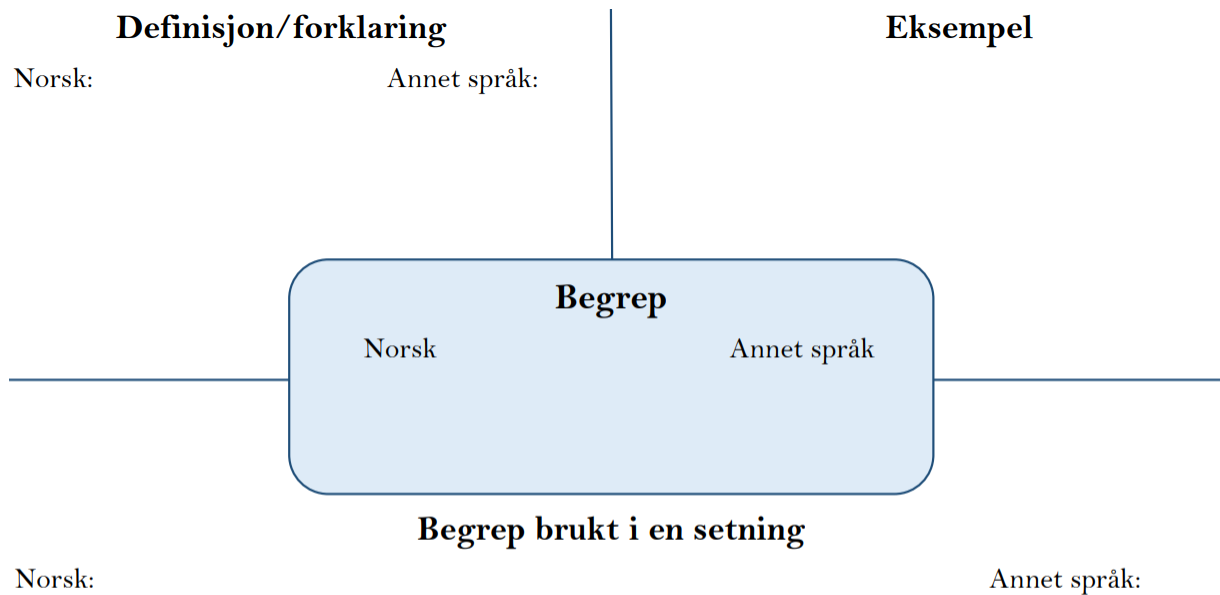 Definisjon/forklaring
Norsk: Annet språk:
Eksempel
Begrep
Norsk Annet språk
Begrep brukt i en setning
Norsk: Annet språk: